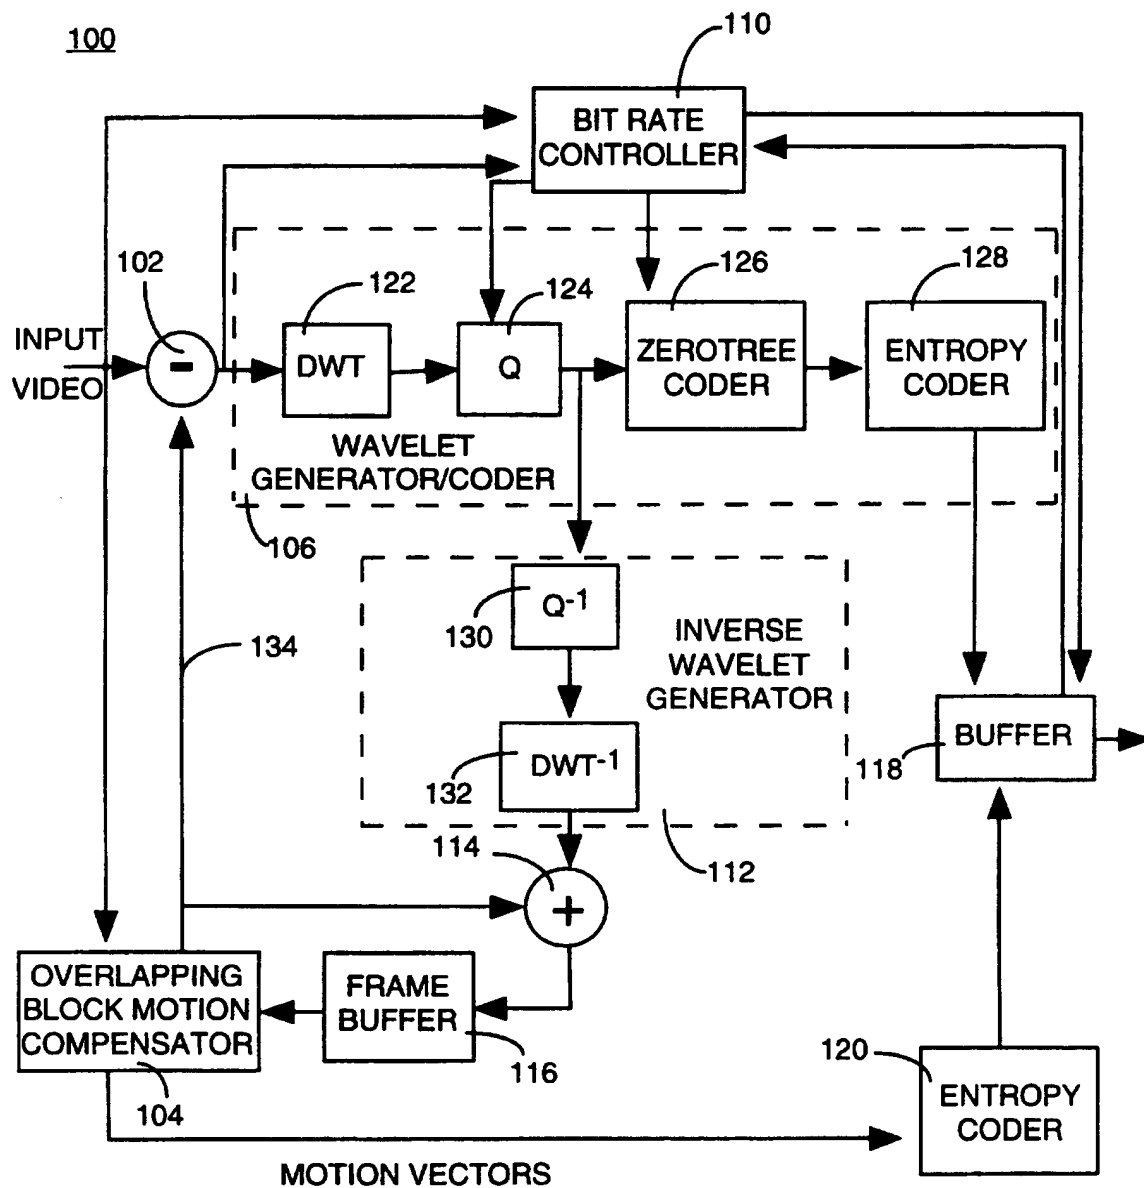 100
110
BIT RATE
CONTROLLER
102
122
124
126
128
INPUT
VIDEO
-
DWT
Q
ZEROTREE
CODER
ENTROPY
CODER
WAVELET
GENERATOR/CODER
106
Q-1
130
INVERSE
WAVELET
GENERATOR
134
DWT-1
132
BUFFER
118
114
112
+
OVERLAPPING
BLOCK MOTION
COMPENSATOR
104
FRAME
BUFFER
116
120
ENTROPY
CODER
MOTION VECTORS